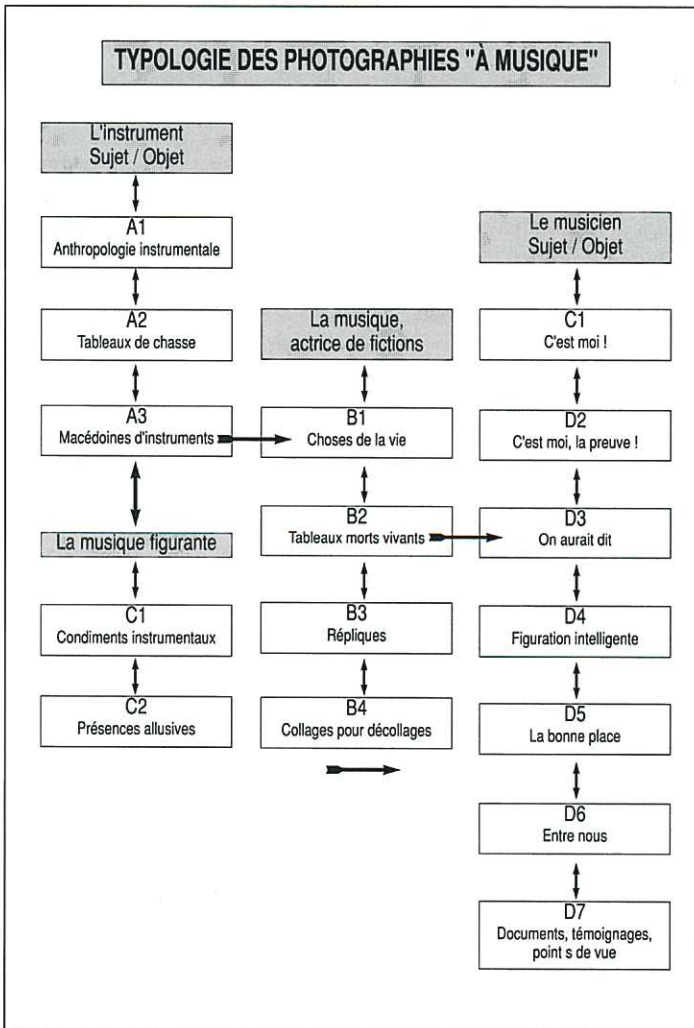 TYPOLOGIE DES PHOTOGRAPHIES "À MUSIQUE"
L'instrument
Sujet / Objet
A1
Anthropologie instrumentale
A2
Tableaux de chasse
A3
Macédoines d'instruments
La musique figurante
C1
Condiments instrumentaux
C2
Présences allusives
La musique,
actrice de fictions
B1
Choses de la vie
B2
Tableaux morts vivants
B3
Répliques
B4
Collages pour décollages
Le musicien
Sujet / Objet
C1
C'est moi !
D2
C'est moi, la preuve !
D3
On aurait dit
D4
Figuration intelligente
D5
La bonne place
D6
Entre nous
D7
Documents, témoignages,
point s de vue